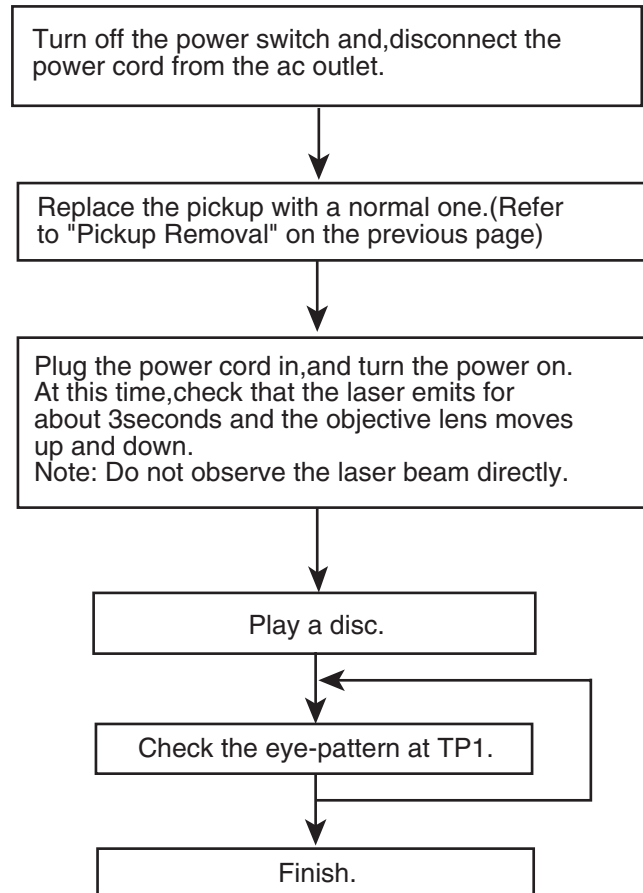 Turn off the power switch and,disconnect the
power cord from the ac outlet.
Replace the pickup with a normal one.(Refer
to "Pickup Removal" on the previous page)
Plug the power cord in,and turn the power on.
At this time,check that the laser emits for
about 3seconds and the objective lens moves
up and down.
Note: Do not observe the laser beam directly.
Play a disc.
Check the eye-pattern at TP1.
Finish.